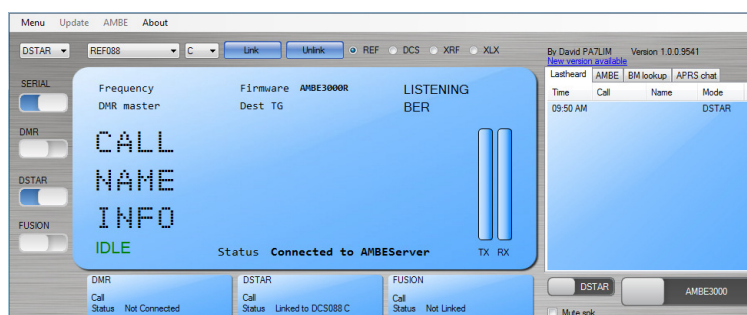 Menu Update AMBE About
DSTAR REF088 C Link Unlink REF DCS XRF XLX
By David PA7LIM Version 1.0.0.9541
New version available
Lastheard AMBE BM lookup APRS chat
Time Call Name Mode
09:50 AM DSTAR
SERIAL
DMR
DSTAR
FUSION
Frequency Firmware AMBE3000R LISTENING
DMR master Dest TG BER
CALL
NAME
INFO
IDLE Status Connected to AMBEServer TX RX
DMR
Call
Status Not Connected
DSTAR
Call
Status Linked to DCS088 C
FUSION
Call
Status Not Linked
DSTAR AMBE3000
Mute spk